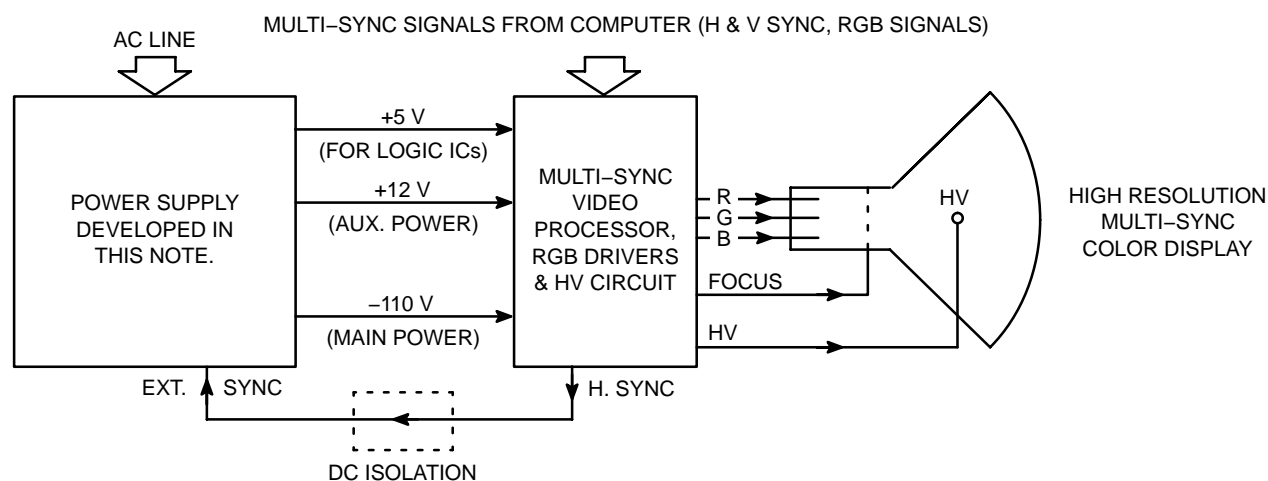 MULTI–SYNC SIGNALS FROM COMPUTER (H & V SYNC, RGB SIGNALS)
AC LINE
+5 V
(FOR LOGIC ICs)
+12 V
(AUX. POWER)
–110 V
(MAIN POWER)
POWER SUPPLY
DEVELOPED IN
THIS NOTE.
MULTI–SYNC
VIDEO
PROCESSOR,
RGB DRIVERS
& HV CIRCUIT
R
G
B
FOCUS
HV
HV
HIGH RESOLUTION
MULTI–SYNC
COLOR DISPLAY
EXT. SYNC
H. SYNC
DC ISOLATION